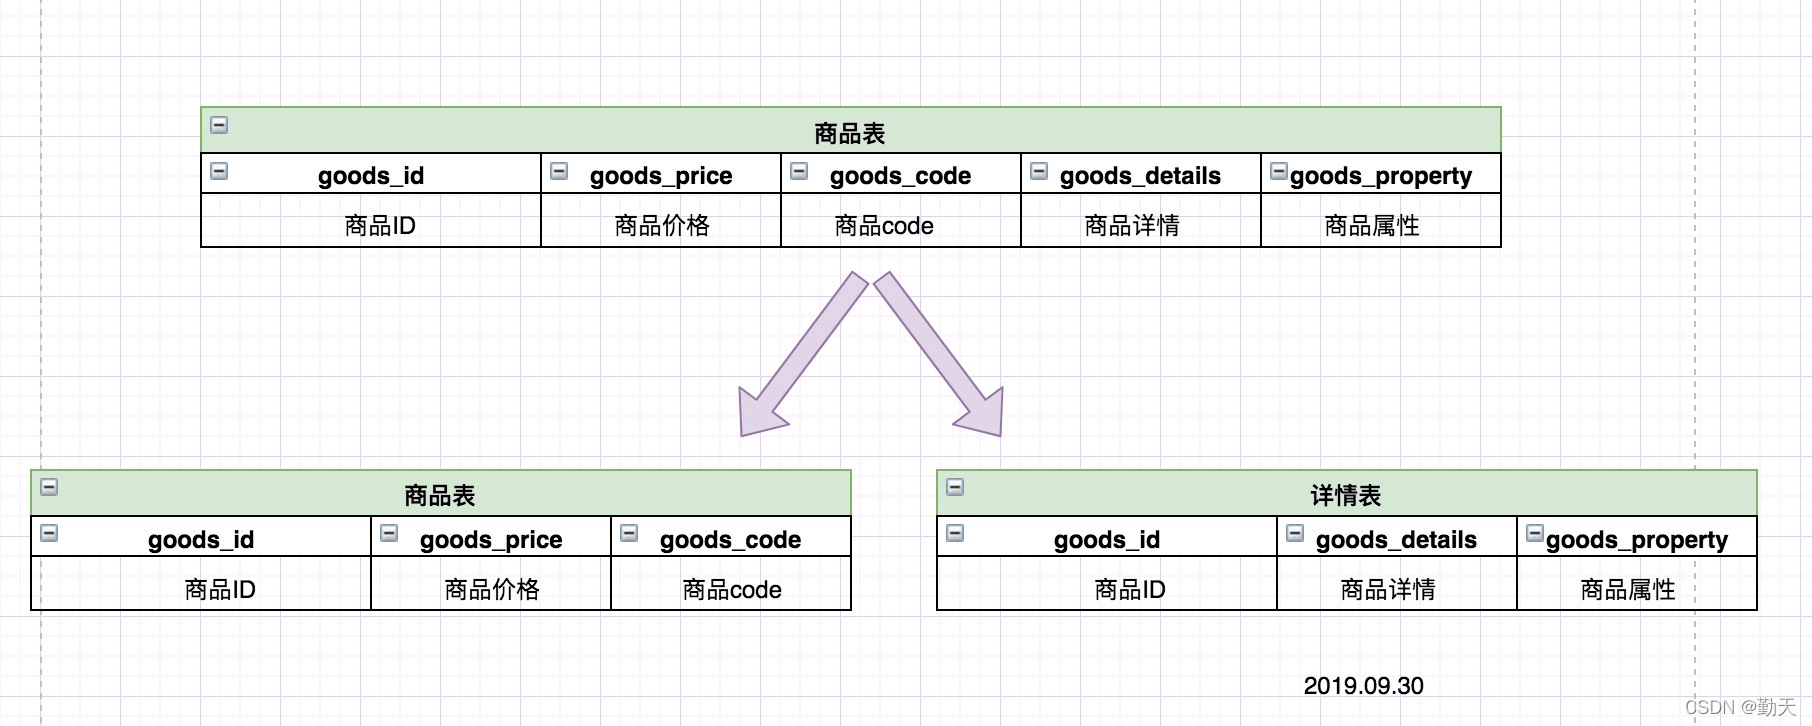 商品表
goods_id goods_price goods_code goods_details goods_property
商品ID 商品价格 商品code 商品详情 商品属性
商品表
goods_id goods_price goods_code
商品ID 商品价格 商品code
详情表
goods_id goods_details goods_property
商品ID 商品详情 商品属性
2019.09.30
CSDN @勤天